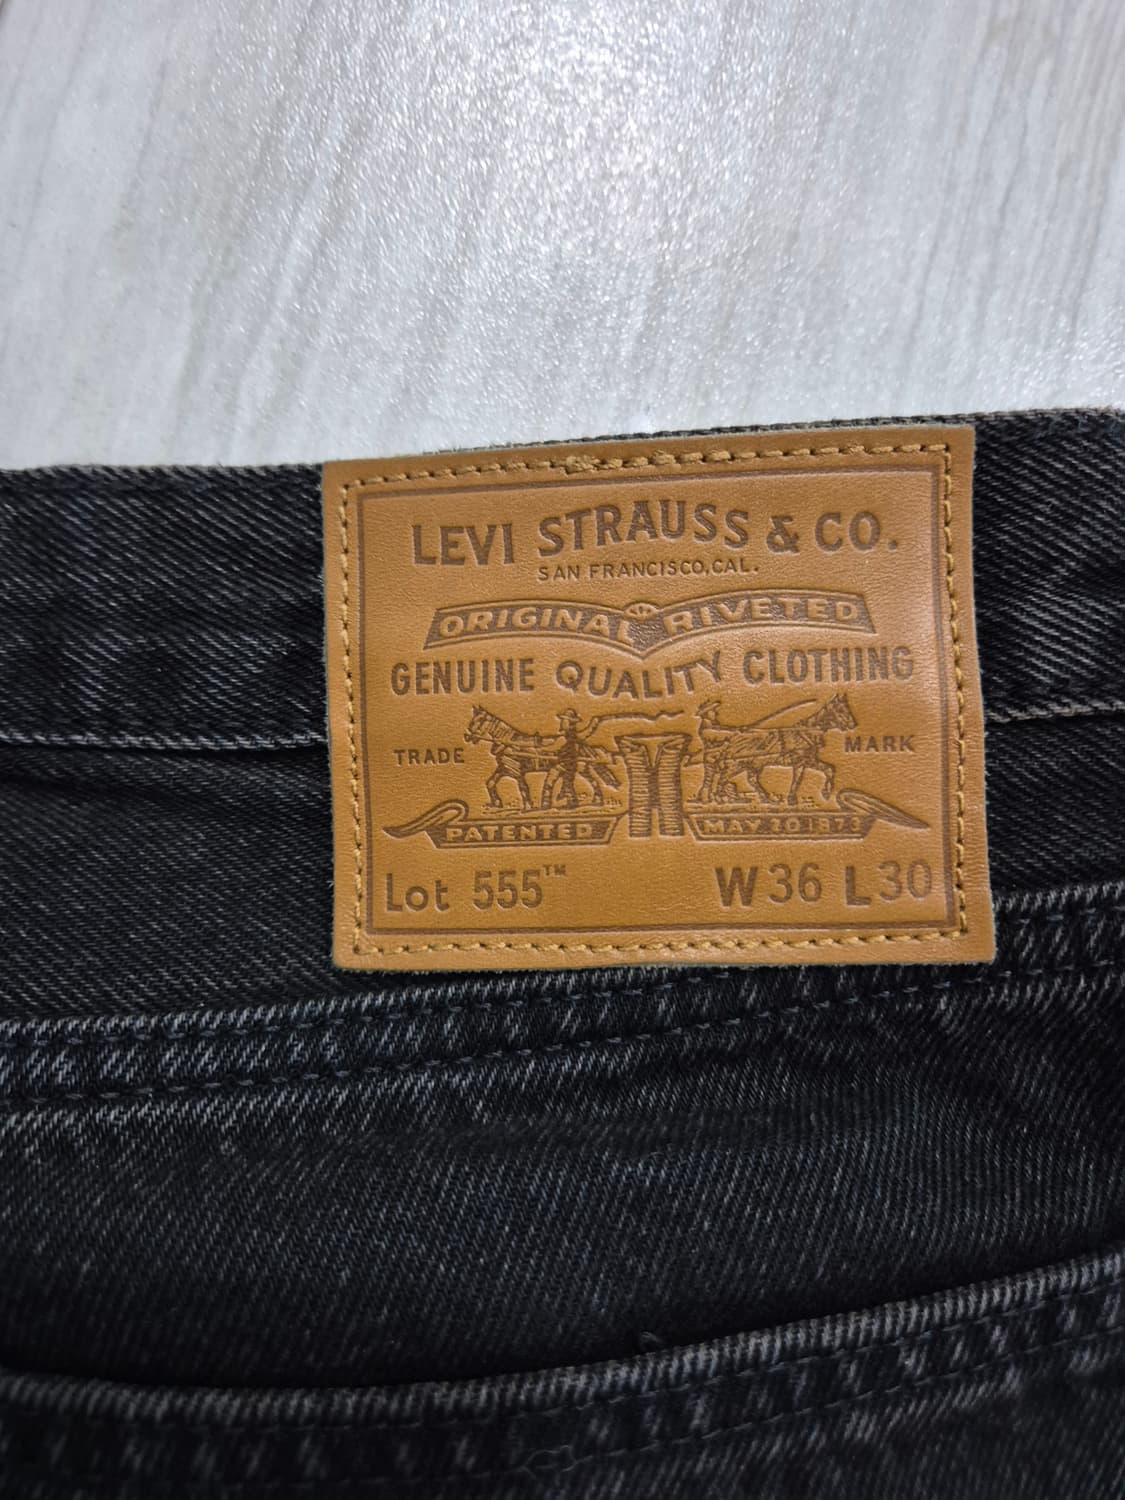 LEVI STRAUSS & CO.
SAN FRANCISCO, CAL.
ORIGINAL RIVETED
GENUINE QUALITY CLOTHING
TRADE MARK
PATENTED MAY 20 1873
Lot 555™ W36 L30